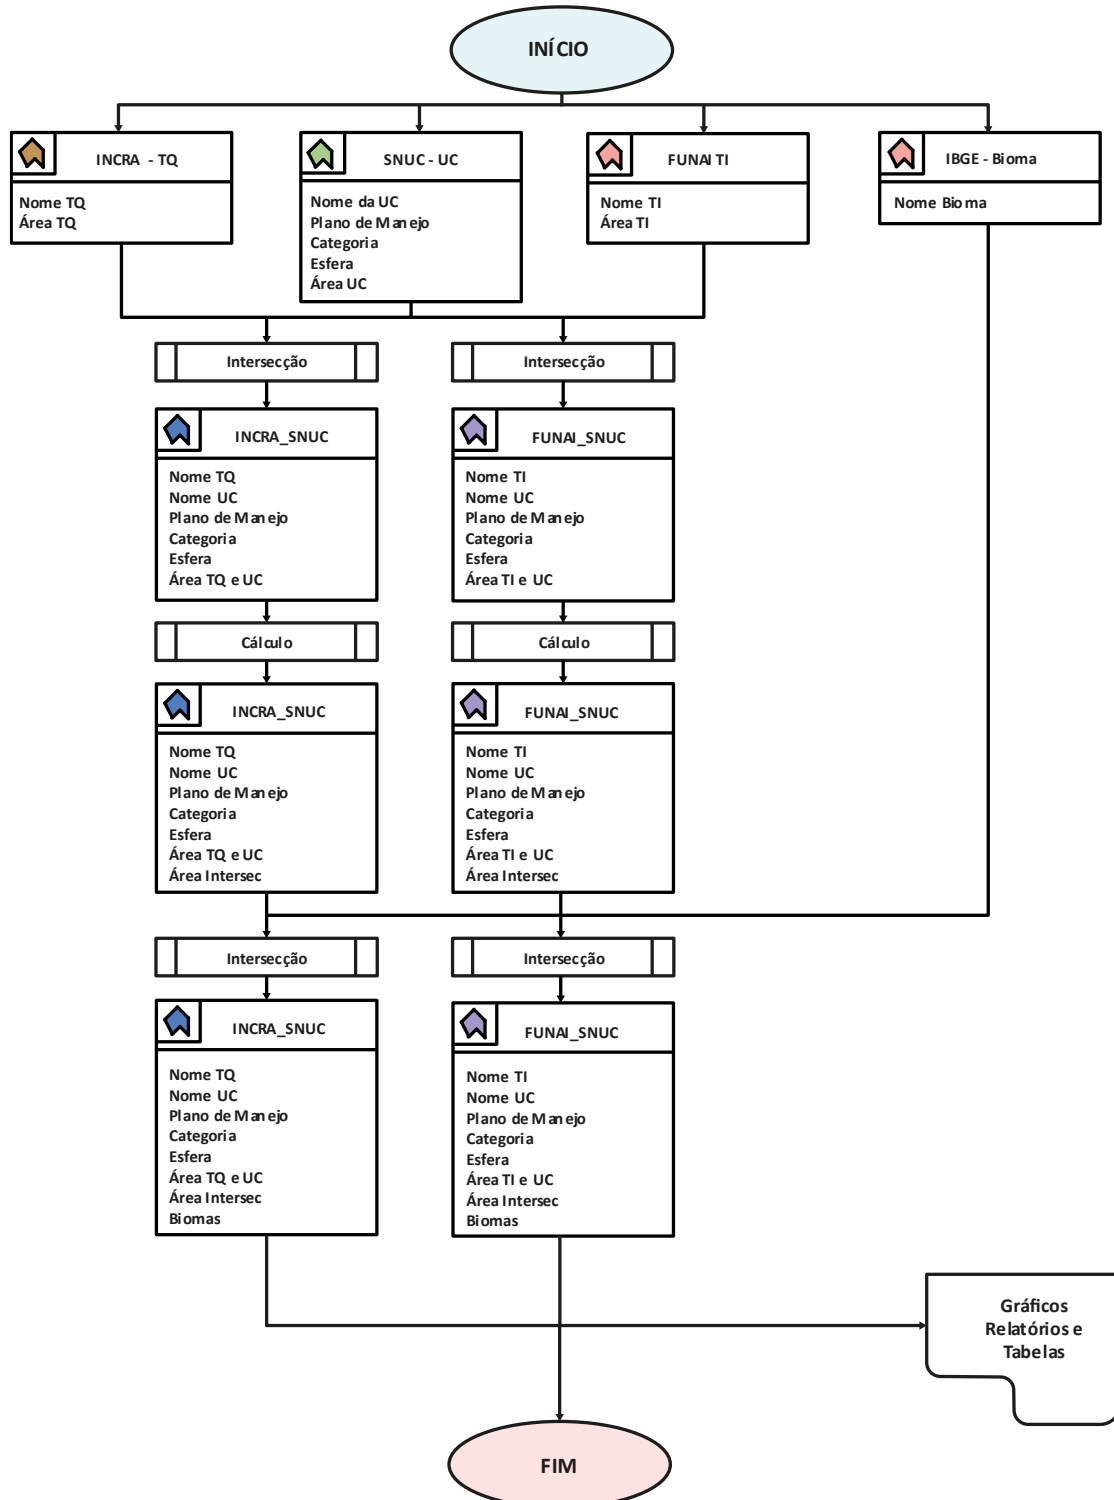 INÍCIO
INCRA - TQ
Nome TQ
Área TQ
SNUC - UC
Nome da UC
Plano de Manejo
Categoria
Esfera
Área UC
FUNAI TI
Nome TI
Área TI
IBGE - Bioma
Nome Bioma
Intersecção
Intersecção
INCRA_SNUC
Nome TQ
Nome UC
Plano de Manejo
Categoria
Esfera
Área TQ e UC
FUNAI_SNUC
Nome TI
Nome UC
Plano de Manejo
Categoria
Esfera
Área TI e UC
Cálculo
Cálculo
INCRA_SNUC
Nome TQ
Nome UC
Plano de Manejo
Categoria
Esfera
Área TQ e UC
Área Intersec
FUNAI_SNUC
Nome TI
Nome UC
Plano de Manejo
Categoria
Esfera
Área TI e UC
Área Intersec
Intersecção
Intersecção
INCRA_SNUC
Nome TQ
Nome UC
Plano de Manejo
Categoria
Esfera
Área TQ e UC
Área Intersec
Biomas
FUNAI_SNUC
Nome TI
Nome UC
Plano de Manejo
Categoria
Esfera
Área TI e UC
Área Intersec
Biomas
Gráficos
Relatórios e
Tabelas
FIM